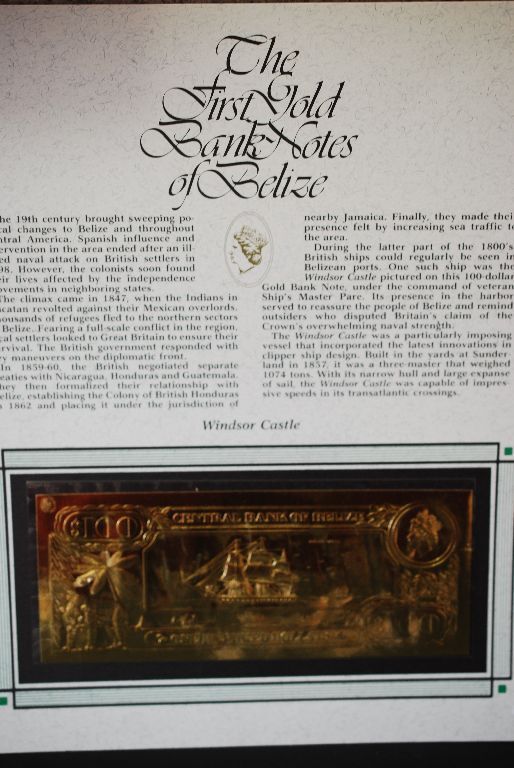 The
First Gold
Bank Notes
of Belize
he 19th century brought sweeping po-
cal changes to Belize and throughout
ntral America. Spanish influence and
ervention in the area ended after an ill-
ed naval attack on British settlers in
98. However, the colonists soon found
eir lives affected by the independence
ovements in neighboring states.
The climax came in 1847, when the Indians in
catan revolted against their Mexican overlords.
ousands of refugees fled to the northern sectors
Belize. Fearing a full-scale conflict in the region,
cal settlers looked to Great Britain to ensure their
rvival. The British government responded with
y maneuvers on the diplomatic front.
In 1859-60, the British negotiated separate
eaties with Nicaragua, Honduras and Guatemala.
hey then formalized their relationship with
elize, establishing the Colony of British Honduras
1862 and placing it under the jurisdiction of
nearby Jamaica. Finally, they made thei
presence felt by increasing sea traffic t
the area.
During the latter part of the 1800's
British ships could regularly be seen in
Belizean ports. One such ship was the
Windsor Castle pictured on this 100-dollar
Gold Bank Note, under the command of veteran
Ship's Master Pare. Its presence in the harbor
served to reassure the people of Belize and remind
outsiders who disputed Britain's claim of the
Crown's overwhelming naval strength.
The Windsor Castle was a particularly imposing
vessel that incorporated the latest innovations in
clipper ship design. Built in the yards at Sunder-
land in 1857, it was a three-master that weighed
1074 tons. With its narrow hull and large expanse
of sail, the Windsor Castle was capable of impres-
sive speeds in its transatlantic crossings.
Windsor Castle
$100
CENTRAL BANK OF BELIZE
ONE HUNDRED DOLLARS